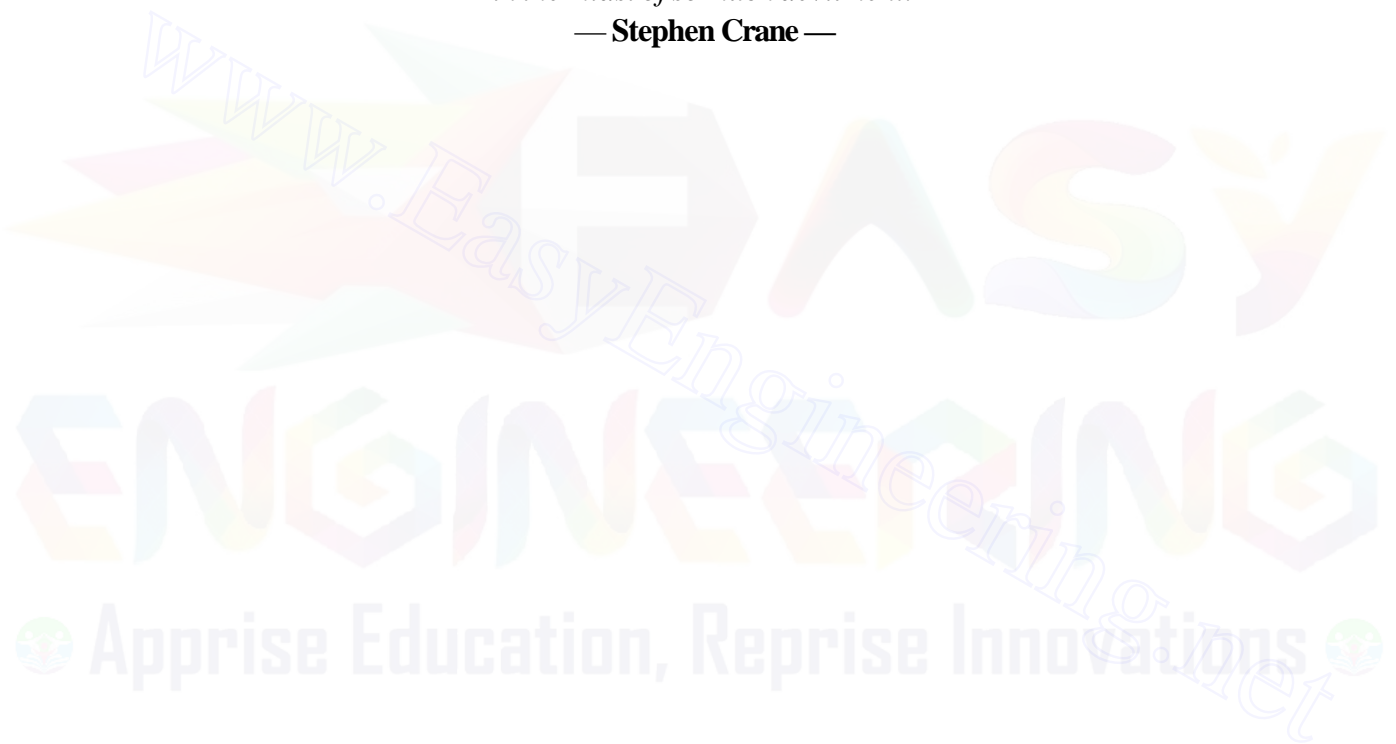 — Stephen Crane —
www.EasyEngineering.net
EASY
ENGINEERING
Apprise Education, Reprise Innovations